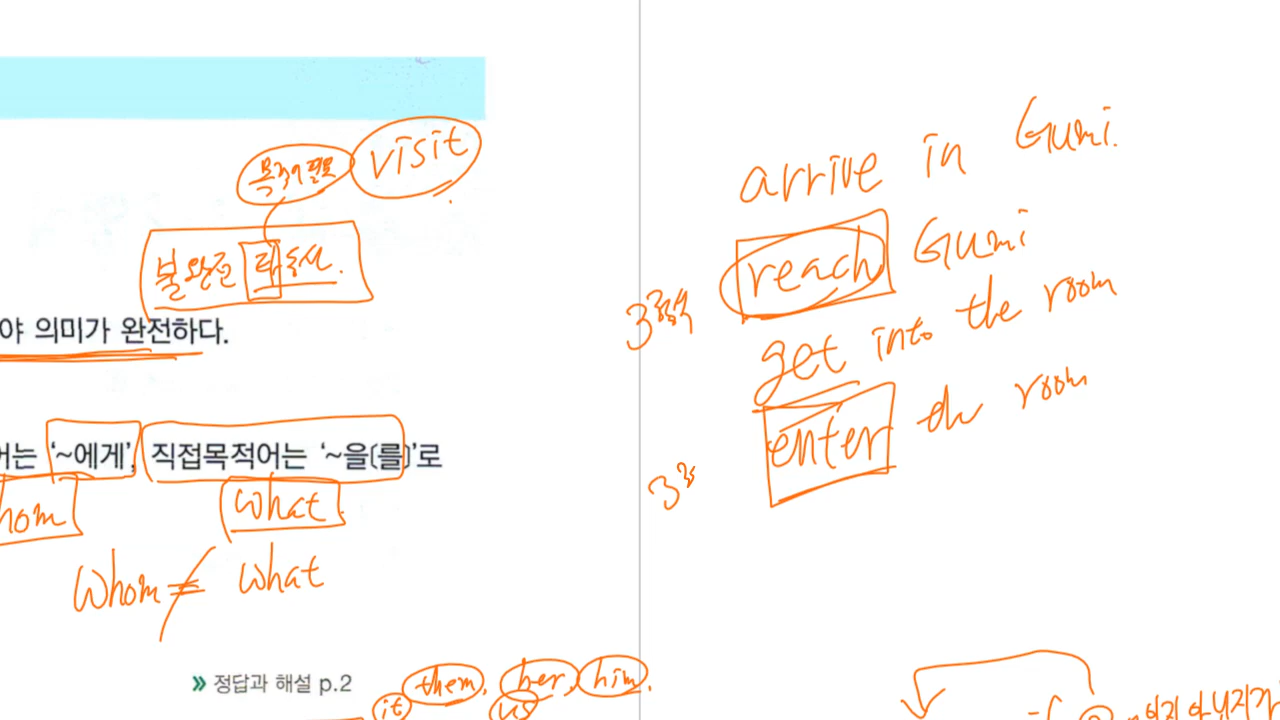 목적어 필요 visit
불완전 타동사.
야 의미가 완전하다.
어는 '~에게', 직접목적어는 '~을(를)'로
hom what
whom ≠ what
정답과 해설 p.2
them, her, him.
it us
arrive in Gumi.
reach Gumi
3형식
get into the room
enter the room
3형